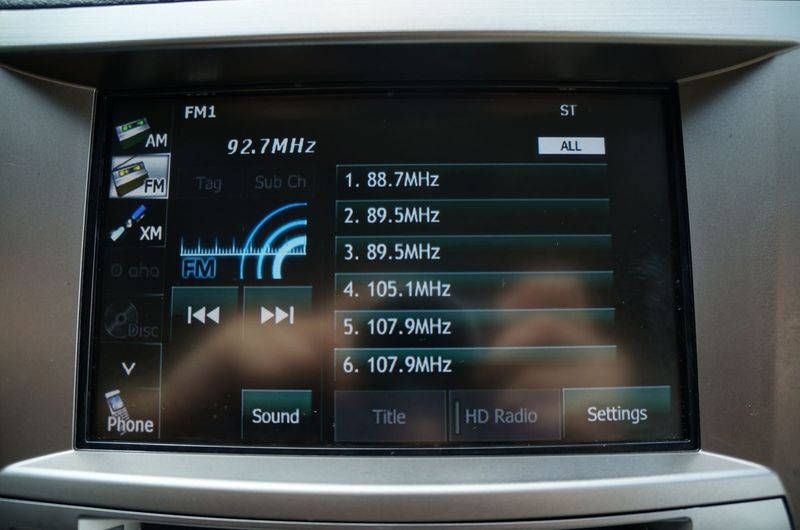 FM1 ST
92.7MHz ALL
AM
FM
XM
aha
Disc
Phone
Tag Sub Ch
FM
Sound
1. 88.7MHz
2. 89.5MHz
3. 89.5MHz
4. 105.1MHz
5. 107.9MHz
6. 107.9MHz
Title HD Radio Settings